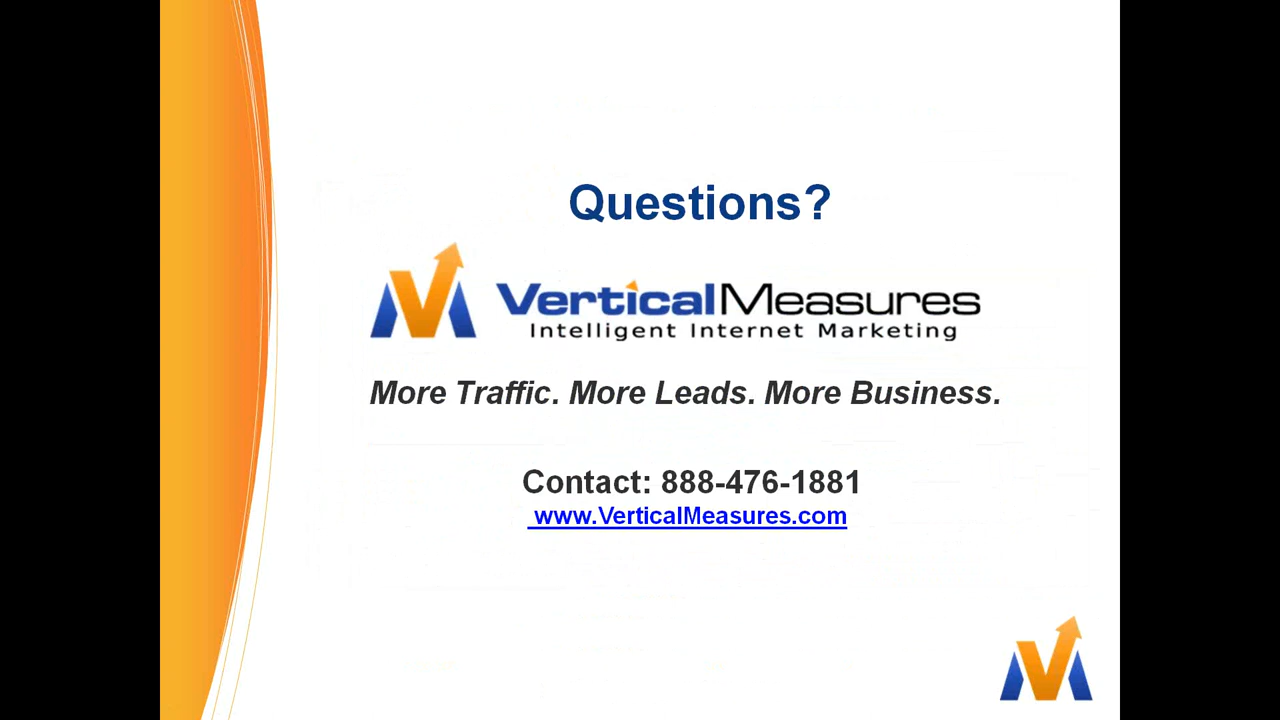 Questions?
VerticalMeasures
Intelligent Internet Marketing
More Traffic. More Leads. More Business.
Contact: 888-476-1881
www.VerticalMeasures.com